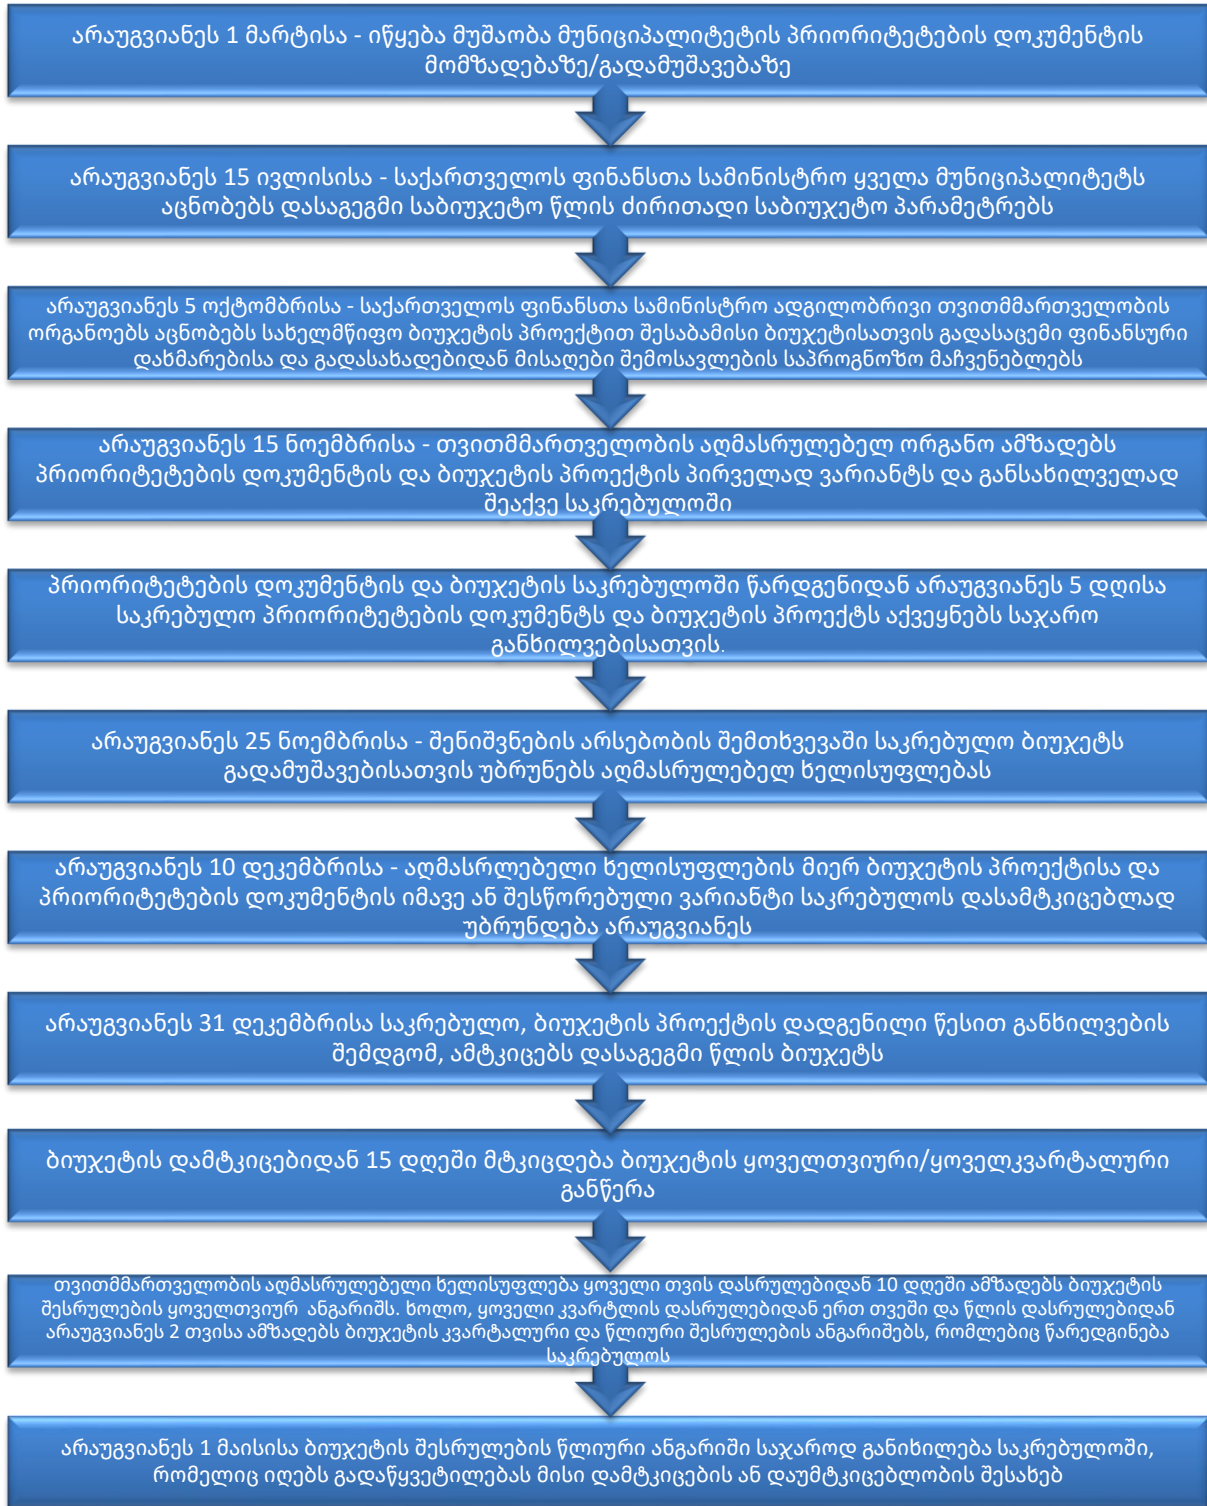 არაუგვიანეს 1 მარტისა - იწყება მუშაობა მუნიციპალიტეტის პრიორიტეტების დოკუმენტის
მომზადებაზე/გადამუშავებაზე
არაუგვიანეს 15 ივლისისა - საქართველოს ფინანსთა სამინისტრო ყველა მუნიციპალიტეტს
აცნობებს დასაგეგმი საბიუჯეტო წლის ძირითადი საბიუჯეტო პარამეტრებს
არაუგვიანეს 5 ოქტომბრისა - საქართველოს ფინანსთა სამინისტრო ადგილობრივი თვითმმართველობის
ორგანოებს აცნობებს სახელმწიფო ბიუჯეტის პროექტით შესაბამისი ბიუჯეტისათვის გადასაცემი ფინანსური
დახმარებისა და გადასახადებიდან მისაღები შემოსავლების საპროგნოზო მაჩვენებლებს
არაუგვიანეს 15 ნოემბრისა - თვითმმართველობის აღმასრულებელ ორგანო ამზადებს
პრიორიტეტების დოკუმენტის და ბიუჯეტის პროექტის პირველად ვარიანტს და განსახილველად
შეაქვე საკრებულოში
პრიორიტეტების დოკუმენტის და ბიუჯეტის საკრებულოში წარდგენიდან არაუგვიანეს 5 დღისა
საკრებულო პრიორიტეტების დოკუმენტს და ბიუჯეტის პროექტს აქვეყნებს საჯარო
განხილვებისათვის.
არაუგვიანეს 25 ნოემბრისა - შენიშვნების არსებობის შემთხვევაში საკრებულო ბიუჯეტს
გადამუშავებისათვის უბრუნებს აღმასრულებელ ხელისუფლებას
არაუგვიანეს 10 დეკემბრისა - აღმასრლებელი ხელისუფლების მიერ ბიუჯეტის პროექტისა და
პრიორიტეტების დოკუმენტის იმავე ან შესწორებული ვარიანტი საკრებულოს დასამტკიცებლად
უბრუნდება არაუგვიანეს
არაუგვიანეს 31 დეკემბრისა საკრებულო, ბიუჯეტის პროექტის დადგენილი წესით განხილვების
შემდგომ, ამტკიცებს დასაგეგმი წლის ბიუჯეტს
ბიუჯეტის დამტკიცებიდან 15 დღეში მტკიცდება ბიუჯეტის ყოველთვიური/ყოველკვარტალური
განწერა
თვითმმართველობის აღმასრულებელი ხელისუფლება ყოველი თვის დასრულებიდან 10 დღეში ამზადებს ბიუჯეტის
შესრულების ყოველთვიურ ანგარიშს. ხოლო, ყოველი კვარტლის დასრულებიდან ერთ თვეში და წლის დასრულებიდან
არაუგვიანეს 2 თვისა ამზადებს ბიუჯეტის კვარტალური და წლიური შესრულების ანგარიშებს, რომლებიც წარედგინება
საკრებულოს
არაუგვიანეს 1 მაისისა ბიუჯეტის შესრულების წლიური ანგარიში საჯაროდ განიხილება საკრებულოში,
რომელიც იღებს გადაწყვეტილებას მისი დამტკიცების ან დაუმტკიცებლობის შესახებ